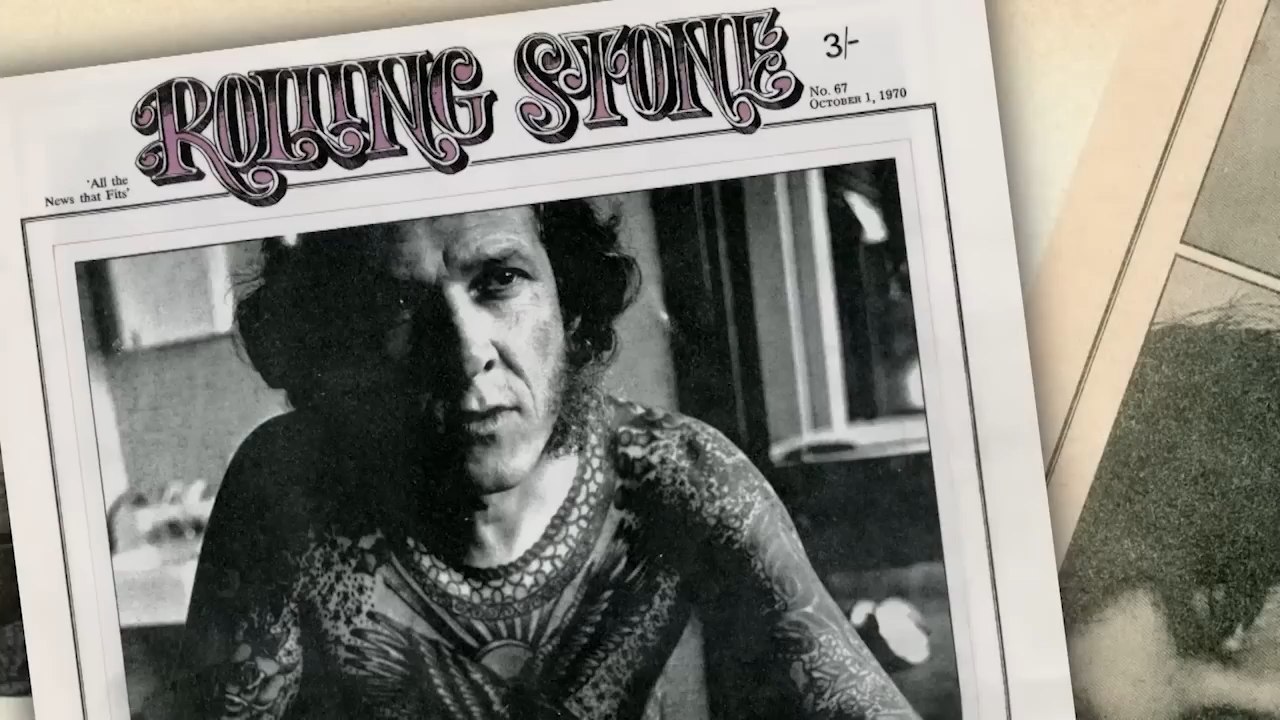 ROLLING STONE
3/-
No. 67
OCTOBER 1, 1970
'All the
News that Fits'